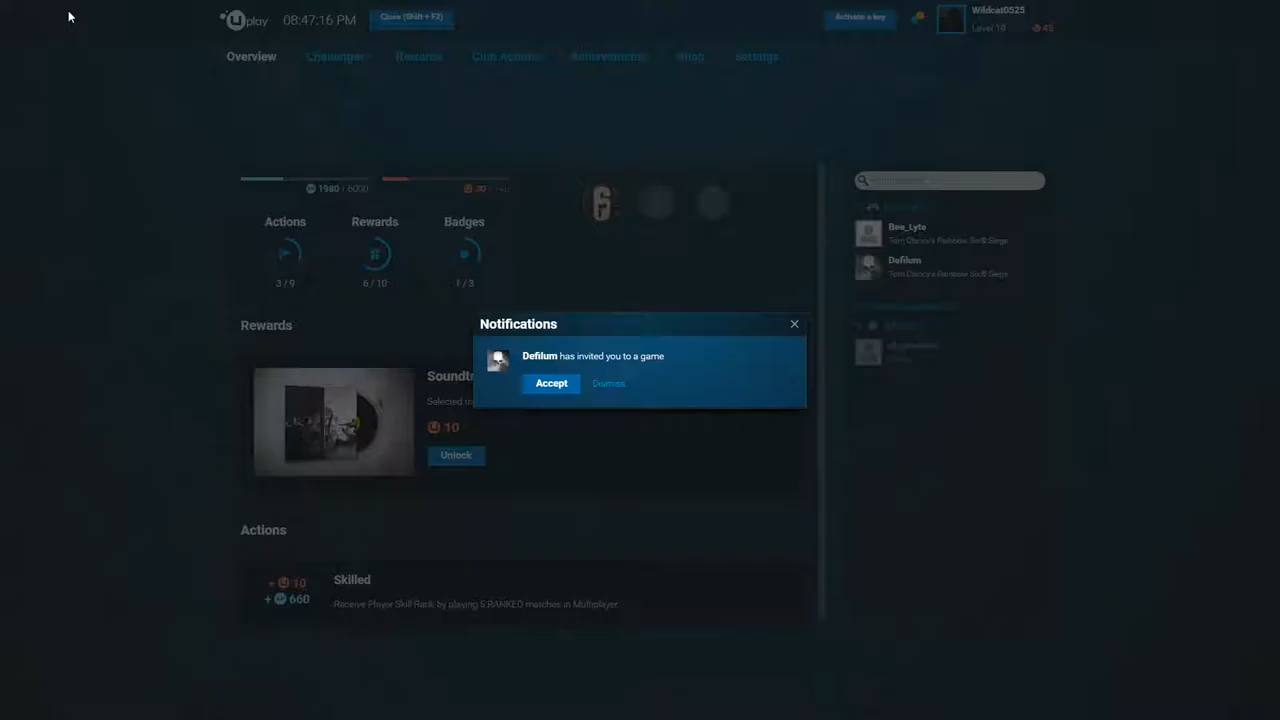 uplay 08:47:16 PM Close (Shift + F2) Activate a key Wildcat0525
Level 19 45
Overview Challenges Rewards Club Actions Achievements Blog Settings
1980 / 6000 30
Actions Rewards Badges
3 / 9 6 / 10 1 / 3
Bee_Lyte
Tom Clancy's Rainbow Six® Siege
Defilum
Tom Clancy's Rainbow Six® Siege
Rewards
Notifications
Defilum has invited you to a game
Accept Dismiss
Soundtr
Selected
10
Unlock
Actions
+ 10
+ XP 660
Skilled
Receive Player Skill Rank by playing 5 RANKED matches in Multiplayer.